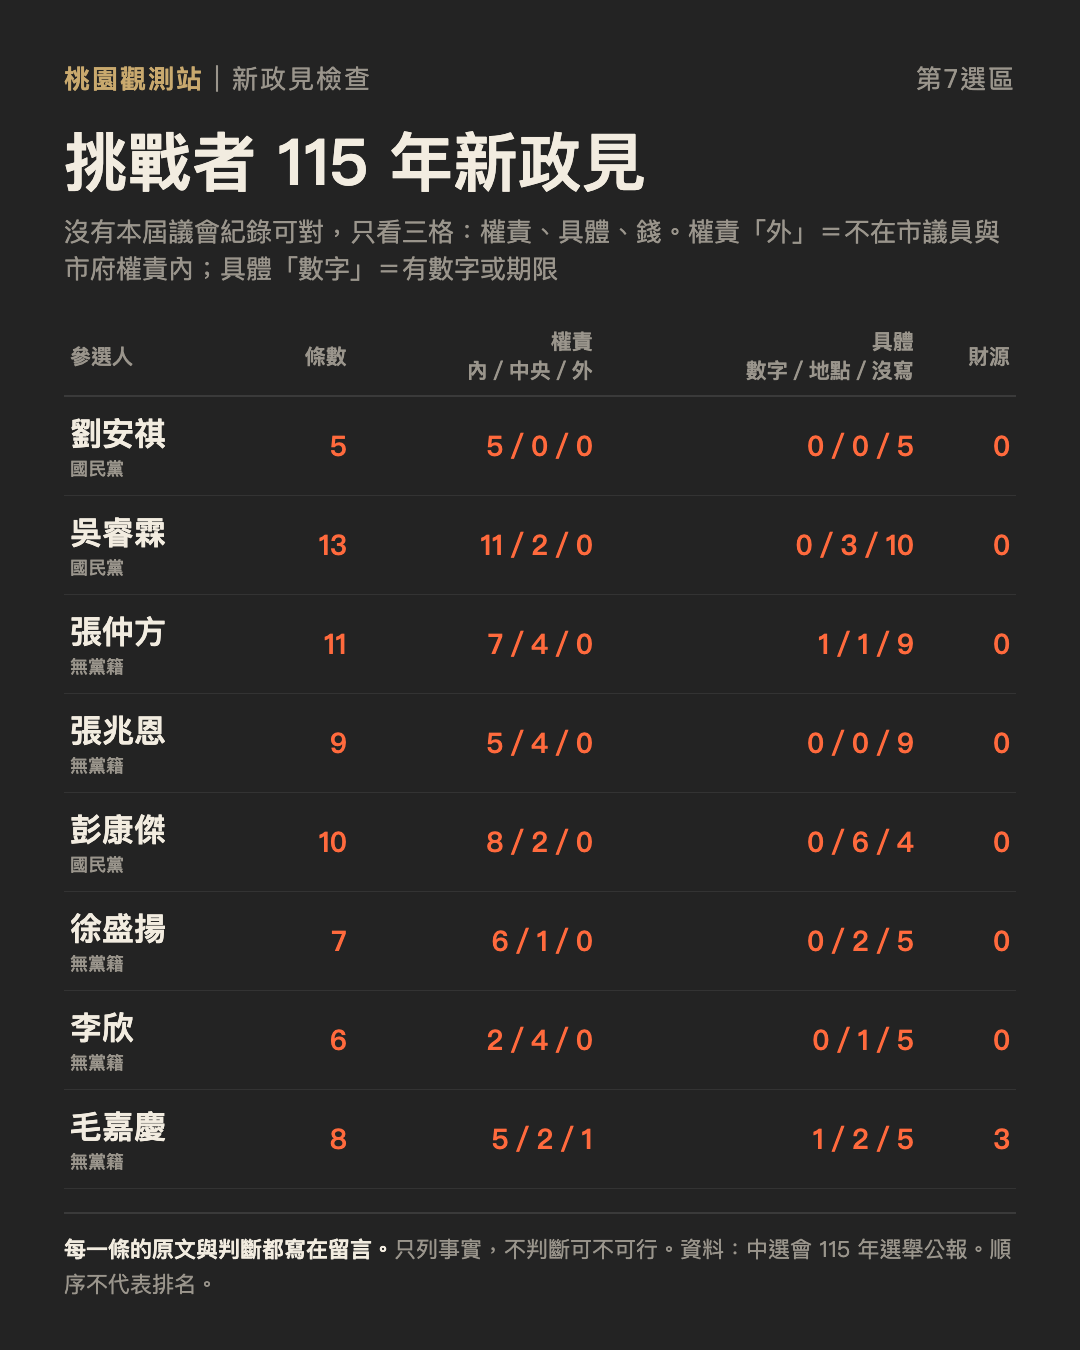 桃園觀測站｜新政見檢查
第7選區
挑戰者 115 年新政見
沒有本屆議會紀錄可對，只看三格：權責、具體、錢。權責「外」＝不在市議員與
市府權責內；具體「數字」＝有數字或期限
參選人 條數 權責 內 / 中央 / 外 具體 數字 / 地點 / 沒寫 財源
劉安祺 5 5 / 0 / 0 0 / 0 / 5 0
國民黨
吳睿霖 13 11 / 2 / 0 0 / 3 / 10 0
國民黨
張仲方 11 7 / 4 / 0 1 / 1 / 9 0
無黨籍
張兆恩 9 5 / 4 / 0 0 / 0 / 9 0
無黨籍
彭康傑 10 8 / 2 / 0 0 / 6 / 4 0
國民黨
徐盛揚 7 6 / 1 / 0 0 / 2 / 5 0
無黨籍
李欣 6 2 / 4 / 0 0 / 1 / 5 0
無黨籍
毛嘉慶 8 5 / 2 / 1 1 / 2 / 5 3
無黨籍
每一條的原文與判斷都寫在留言。只列事實，不判斷可不可行。資料：中選會 115 年選舉公報。順
序不代表排名。